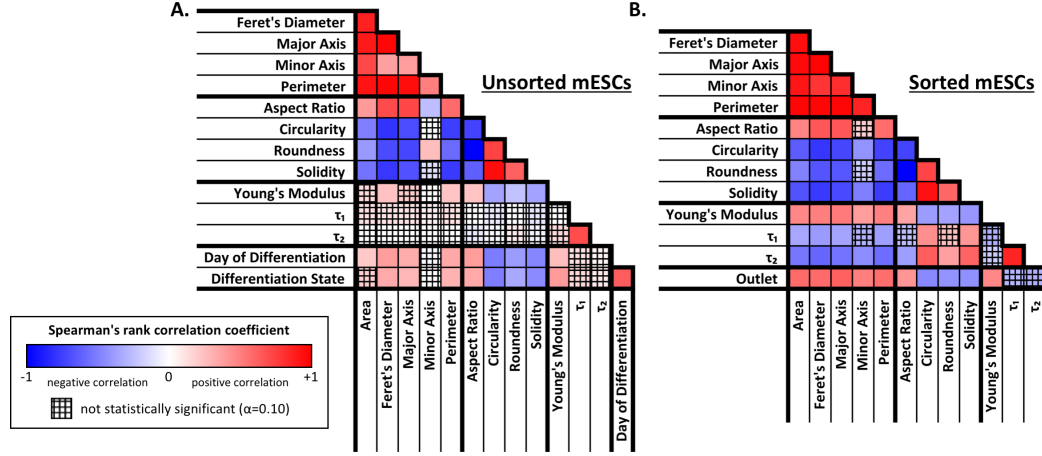 A.
Unsorted mESCs
Feret's Diameter
Major Axis
Minor Axis
Perimeter
Aspect Ratio
Circularity
Roundness
Solidity
Young's Modulus
τ₁
τ₂
Day of Differentiation
Differentiation State
Area
Feret's Diameter
Major Axis
Minor Axis
Perimeter
Aspect Ratio
Circularity
Roundness
Solidity
Young's Modulus
τ₁
τ₂
Day of Differentiation
B.
Sorted mESCs
Feret's Diameter
Major Axis
Minor Axis
Perimeter
Aspect Ratio
Circularity
Roundness
Solidity
Young's Modulus
τ₁
τ₂
Outlet
Area
Feret's Diameter
Major Axis
Minor Axis
Perimeter
Aspect Ratio
Circularity
Roundness
Solidity
Young's Modulus
τ₁
τ₂
Spearman's rank correlation coefficient
-1 negative correlation 0 positive correlation +1
not statistically significant (α=0.10)